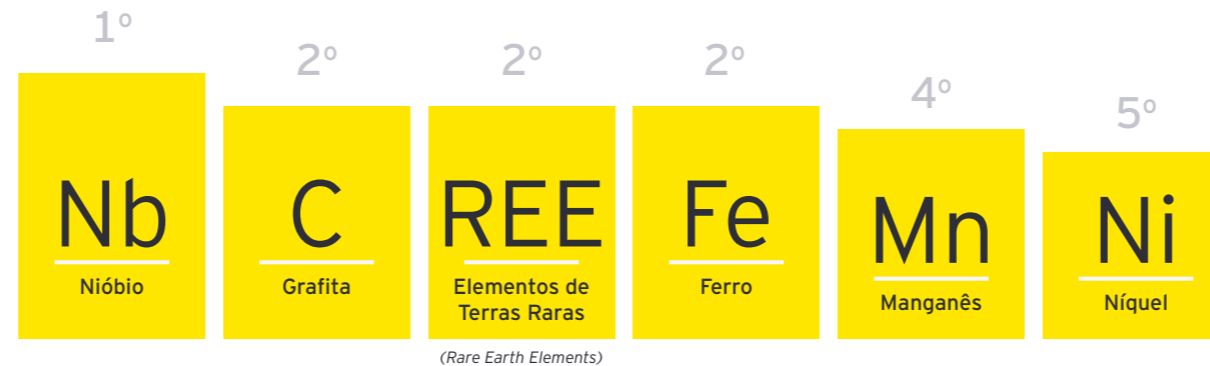 1º
2º
2º
2º
4º
5º
Nb
C
REE
Fe
Mn
Ni
Nióbio
Grafita
Elementos de
Terras Raras
Ferro
Manganês
Níquel
(Rare Earth Elements)